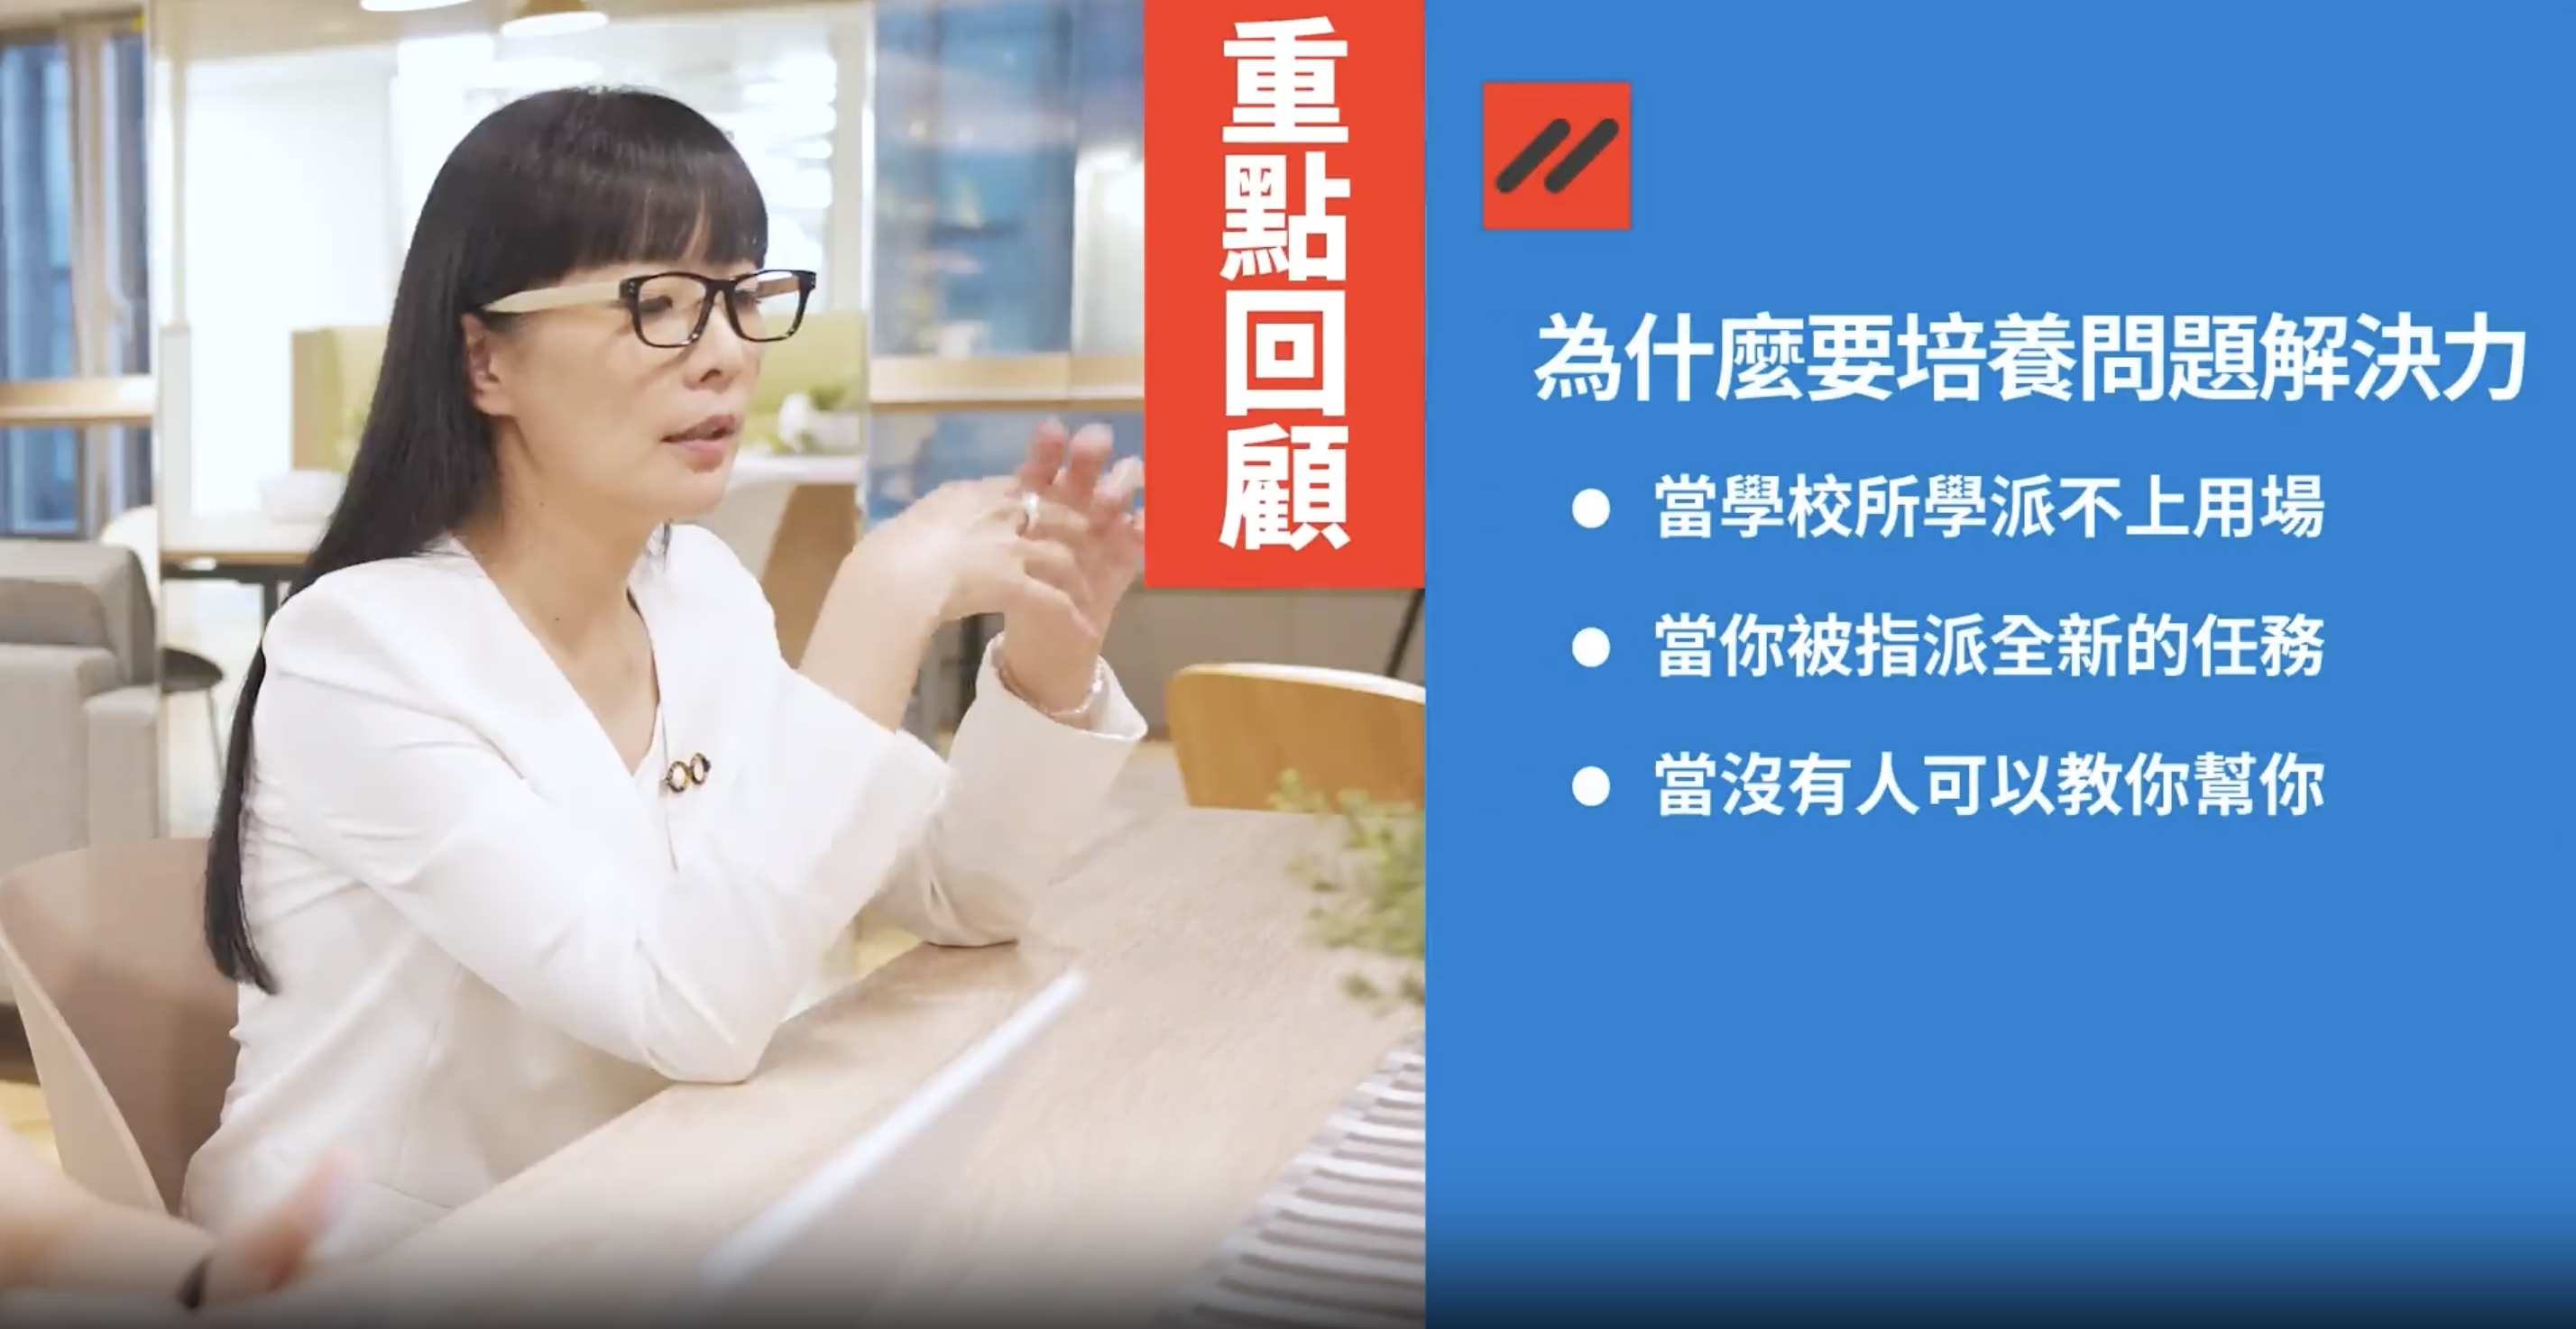 重點回顧
為什麼要培養問題解決力
當學校所學派不上用場
當你被指派全新的任務
當沒有人可以教你幫你